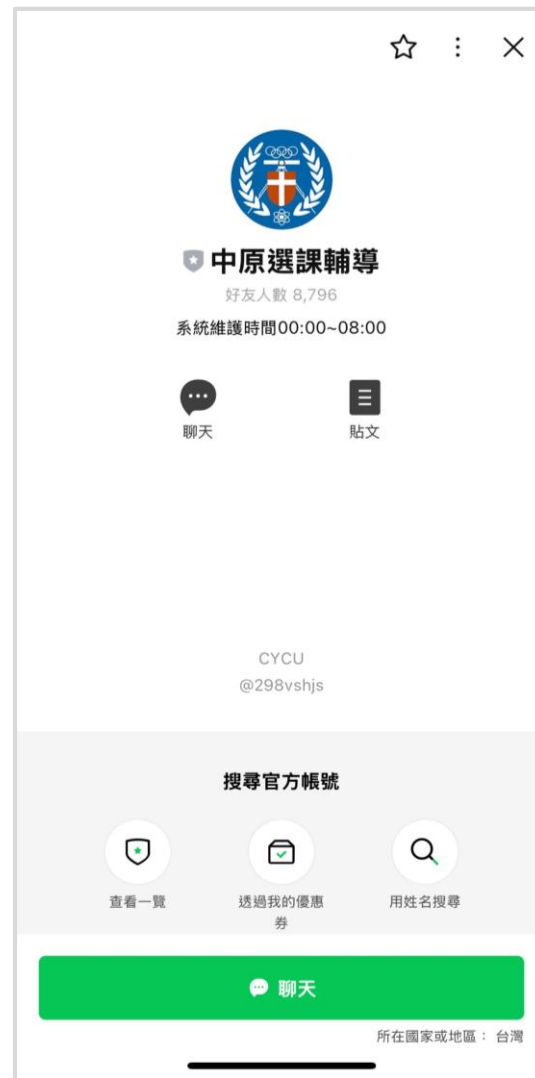 中原選課輔導
好友人數 8,796
系統維護時間00:00~08:00
聊天
貼文
CYCU
@298vshjs
搜尋官方帳號
查看一覽
透過我的優惠
券
用姓名搜尋
聊天
所在國家或地區： 台灣